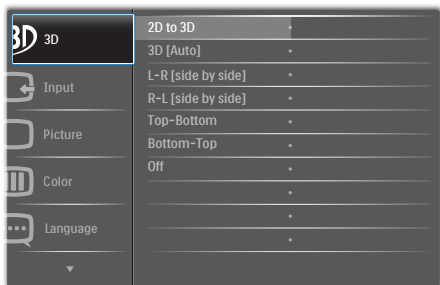 3D
3D
Input
Picture
Color
Language
2D to 3D
3D [Auto]
L-R [side by side]
R-L [side by side]
Top-Bottom
Bottom-Top
Off